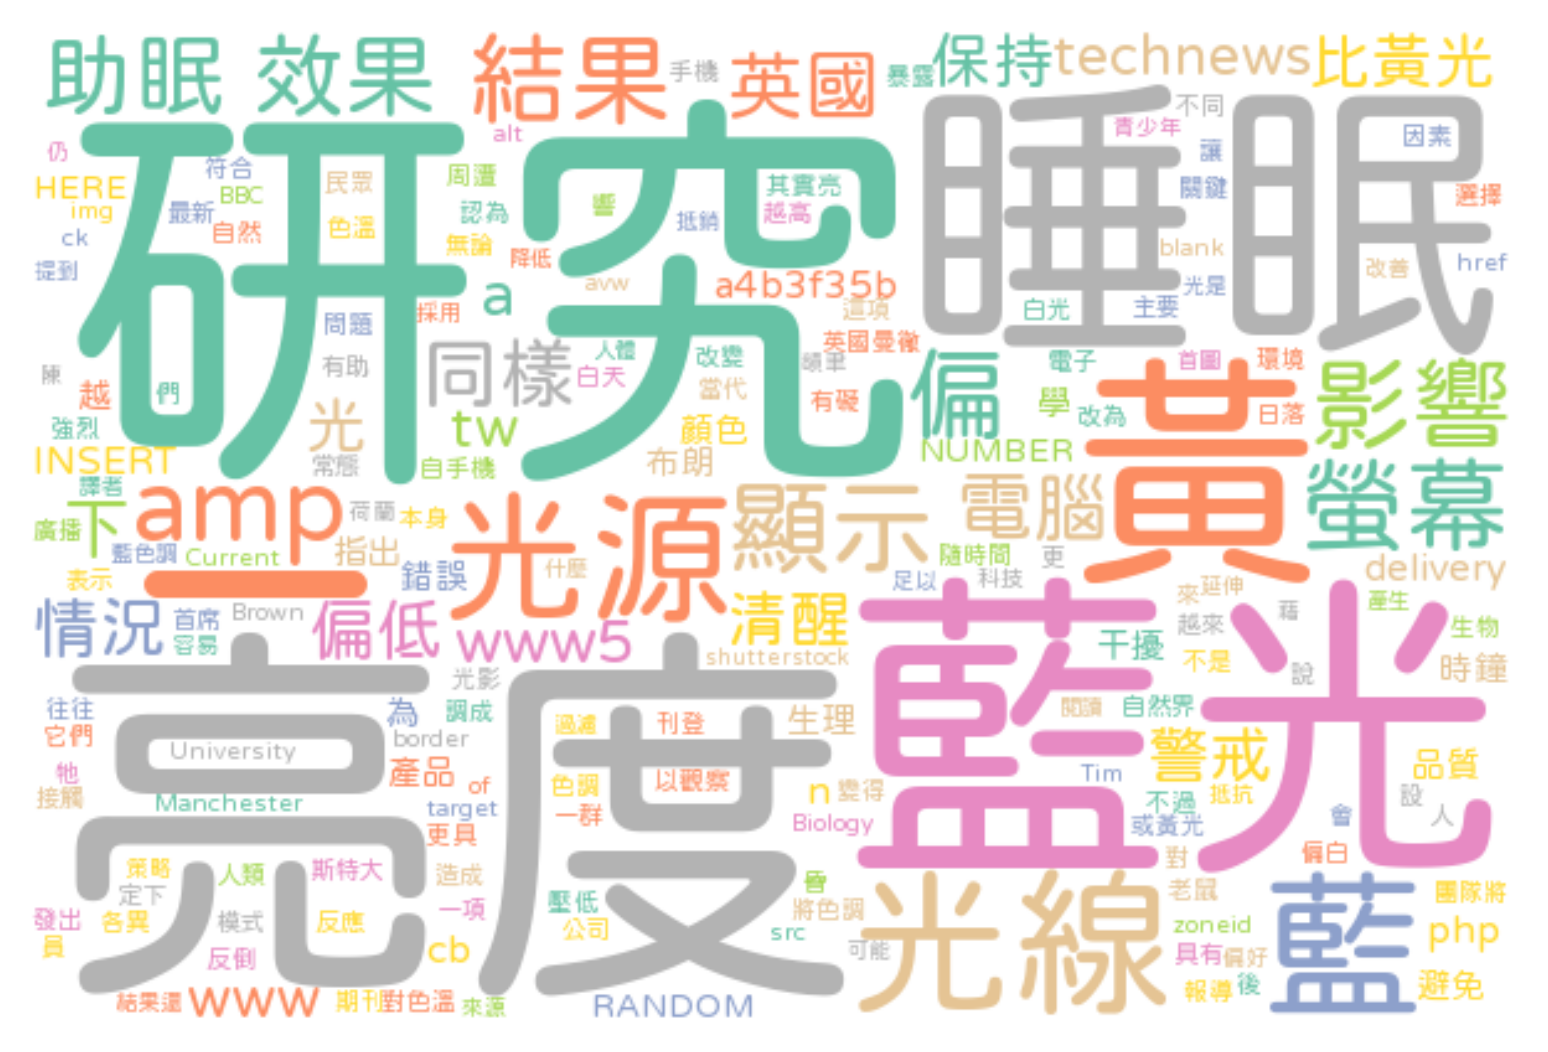 助眠 效果 結果 手機 英國 暴露 保持 technews 比黃光
研究 睡眠
仍 符合 民眾 周遭 alt 不同 青少年 讓 因素
HERE BBC 其實亮 關鍵 選擇
img 最新 自然 色溫 認為 響 抵銷 越高
ck 無論 降低 blank 改善 href
提到 avw a4b3f35b 光是
a 採用 這項 白光 主要
問題 英國曼徹
陳 有助 同樣 人體 白天 改變 電子 首圖 環境 影響
越 們 當代 有礙 偏 學 改為 日落
強烈 光 tw 顏色 黃
INSERT 常態 自手機 布朗 NUMBER
譯者 下 amp 荷蘭 本身 光源 顯示 電腦 螢幕
廣播 藍色調 Current 指出 隨時間 更
表示 一 錯誤 什麼 足以 科技 delivery
情況 首席 Brown 偏低 www5 清醒 藍光 來 延伸 產生
容易 shutterstock 干擾 越來 藉 生物
亮度 光影 不是 說 時鐘
往往 為 調成 過濾 刊登 生理 閱讀 自然界
它們 University border 警戒
牠 產品 of 色調 以觀察 Tim 品質
接觸 Manchester target 一群 n 變得 不過 抵抗 設
更具 Biology 或黃光 會 人
策略 人類 斯特大 造成 對 偏白
定下 壓低 光線 老鼠 藍 團隊將
發出 各異 模式 反應 一項 公司 將色調 zoneid php
員 反倒 cb src 可能 具有 偏好
結果還 www 期刊 對色溫 來源 RANDOM 報導 後 避免